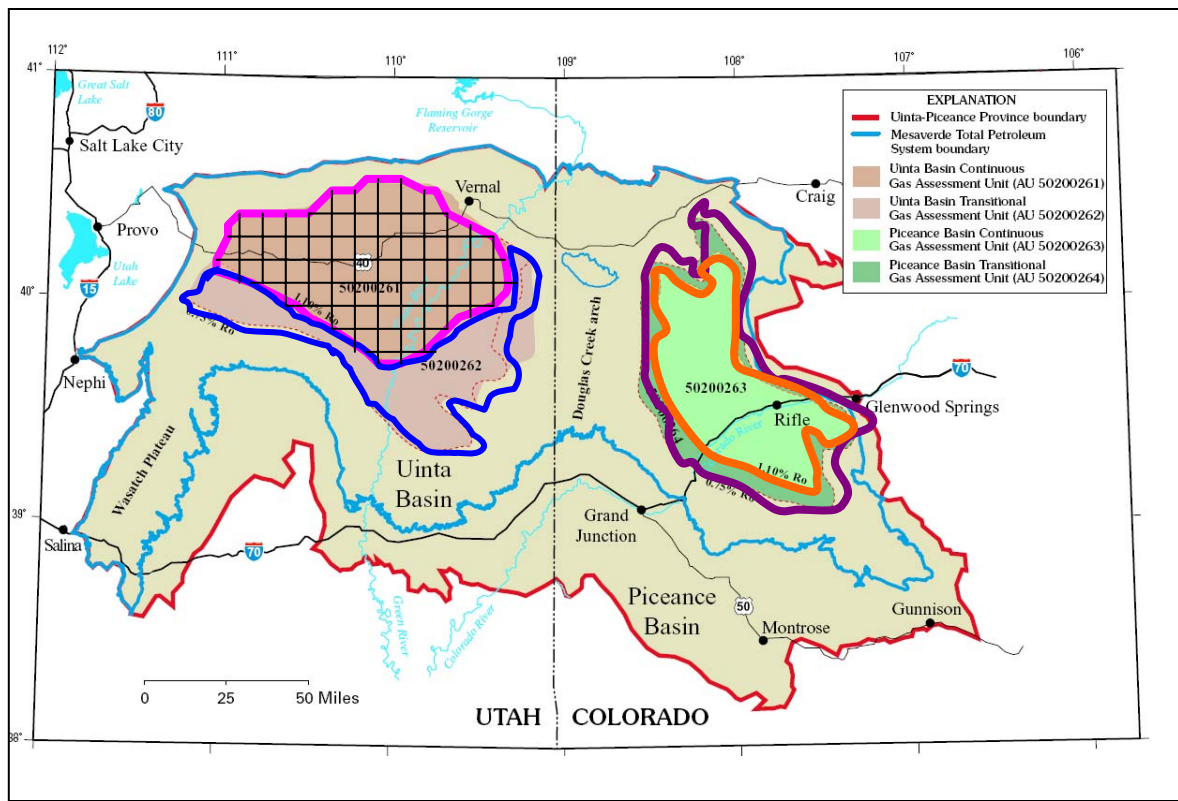 112°
111°
110°
109°
108°
107°
106°
41°
Great Salt
Lake
80
Salt Lake City
Flaming Gorge
Reservoir
EXPLANATION
Uinta-Piceance Province boundary
Mesaverde Total Petroleum
System boundary
Uinta Basin Continuous
Gas Assessment Unit (AU 50200261)
Uinta Basin Transitional
Gas Assessment Unit (AU 50200262)
Piceance Basin Continuous
Gas Assessment Unit (AU 50200263)
Piceance Basin Transitional
Gas Assessment Unit (AU 50200264)
Vernal
Craig
Provo
Utah
Lake
15
40
40°
50200261
1.10% Ro
0.75% Ro
50200262
Nephi
Douglas Creek arch
50200263
70
Glenwood Springs
Rifle
Colorado River
1.10% Ro
0.75% Ro
Wasatch Plateau
Uinta
Basin
39°
Salina
70
Grand
Junction
Green River
Colorado River
Piceance
Basin
50
Gunnison
Montrose
0 25 50 Miles
UTAH COLORADO
38°